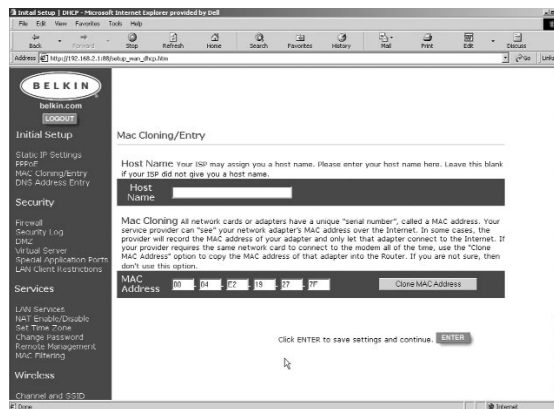 Initail Setup | DHCP - Microsoft Internet Explorer provided by Dell
File Edit View Favorites Tools Help
Back Forward Stop Refresh Home Search Favorites History Mail Print Edit Discuss
Address http://192.168.2.1:88/setup_wan_dhcp.htm Go
BELKIN
belkin.com
LOGOUT
Initial Setup
Static IP Settings
PPPoE
MAC Cloning/Entry
DNS Address Entry
Security
Firewall
Security Log
DMZ
Virtual Server
Special Application Ports
LAN Client Restrictions
Services
LAN Services
NAT Enable/Disable
Set Time Zone
Change Password
Remote Management
MAC Filtering
Wireless
Channel and SSID
Mac Cloning/Entry
Host Name Your ISP may assign you a host name. Please enter your host name here. Leave this blank
if your ISP did not give you a host name.
Host
Name
Mac Cloning All network cards or adapters have a unique "serial number", called a MAC address. Your
service provider can "see" your network adapter's MAC address over the Internet. In some cases, the
provider will record the MAC address of your adapter and only let that adapter connect to the Internet. If
your provider requires the same network card to connect to the modem all of the time, use the "Clone
MAC Address" option to copy the MAC address of that adapter into the Router. If you are not sure, then
don't use this option.
MAC
Address 00 . 04 . E2 . 19 . 27 . 7F Clone MAC Address
Click ENTER to save settings and continue. ENTER
Done Internet